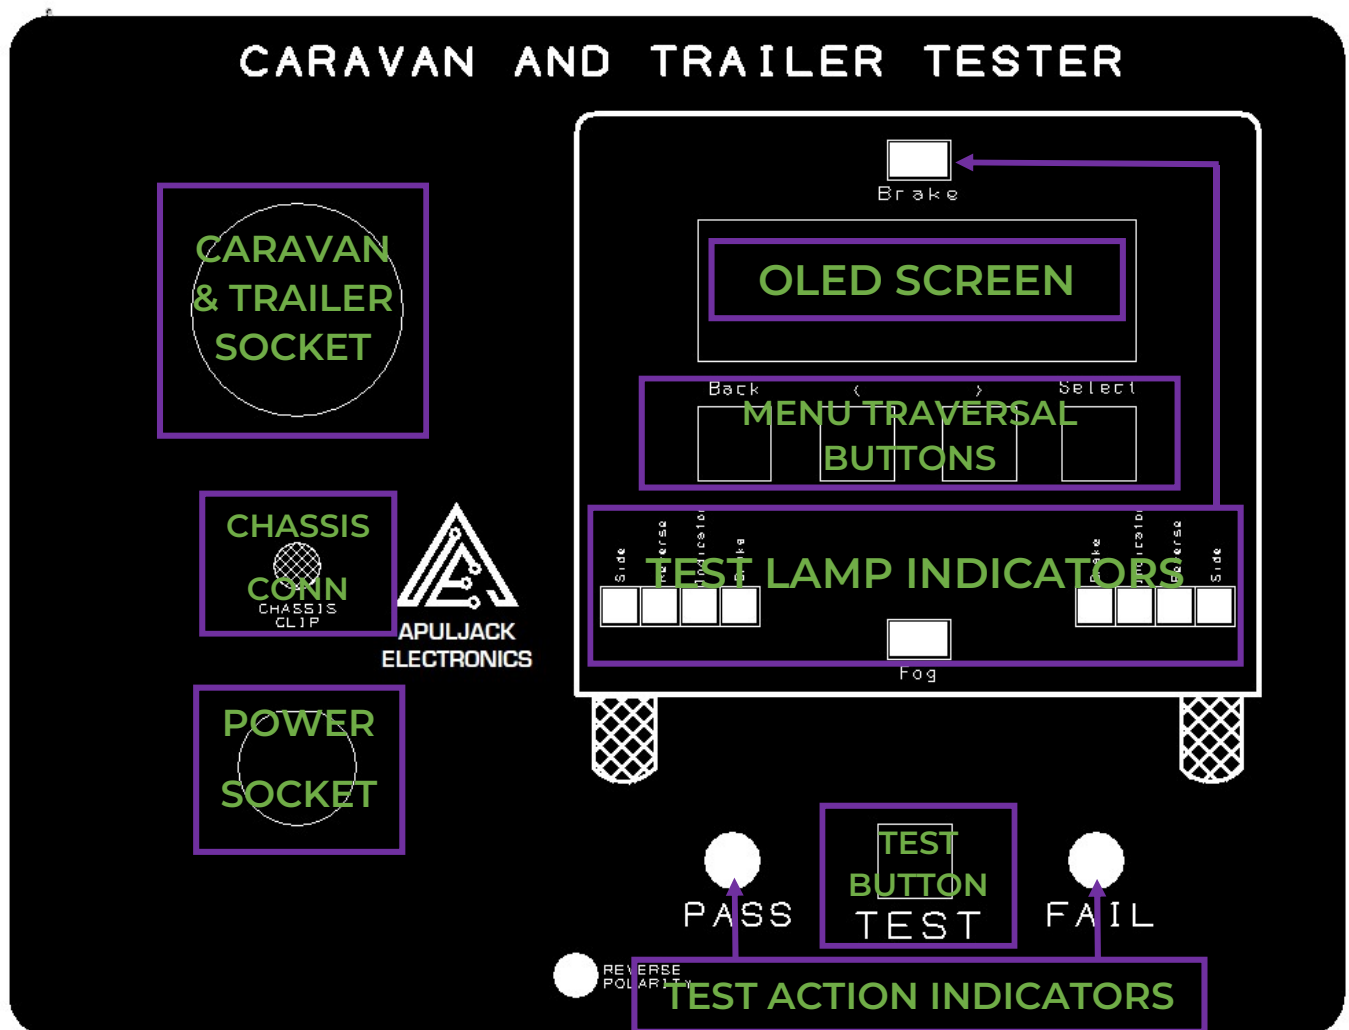 CARAVAN AND TRAILER TESTER
Brake
CARAVAN
& TRAILER
SOCKET
OLED SCREEN
Back < > Select
MENU TRAVERSAL
BUTTONS
CHASSIS
CONN
CHASSIS
CLIP
APULJACK
ELECTRONICS
Side Reverse Indicator Brake
Brake Indicator Reverse Side
TEST LAMP INDICATORS
Fog
POWER
SOCKET
TEST
BUTTON
PASS TEST FAIL
REVERSE
POLARITY
TEST ACTION INDICATORS